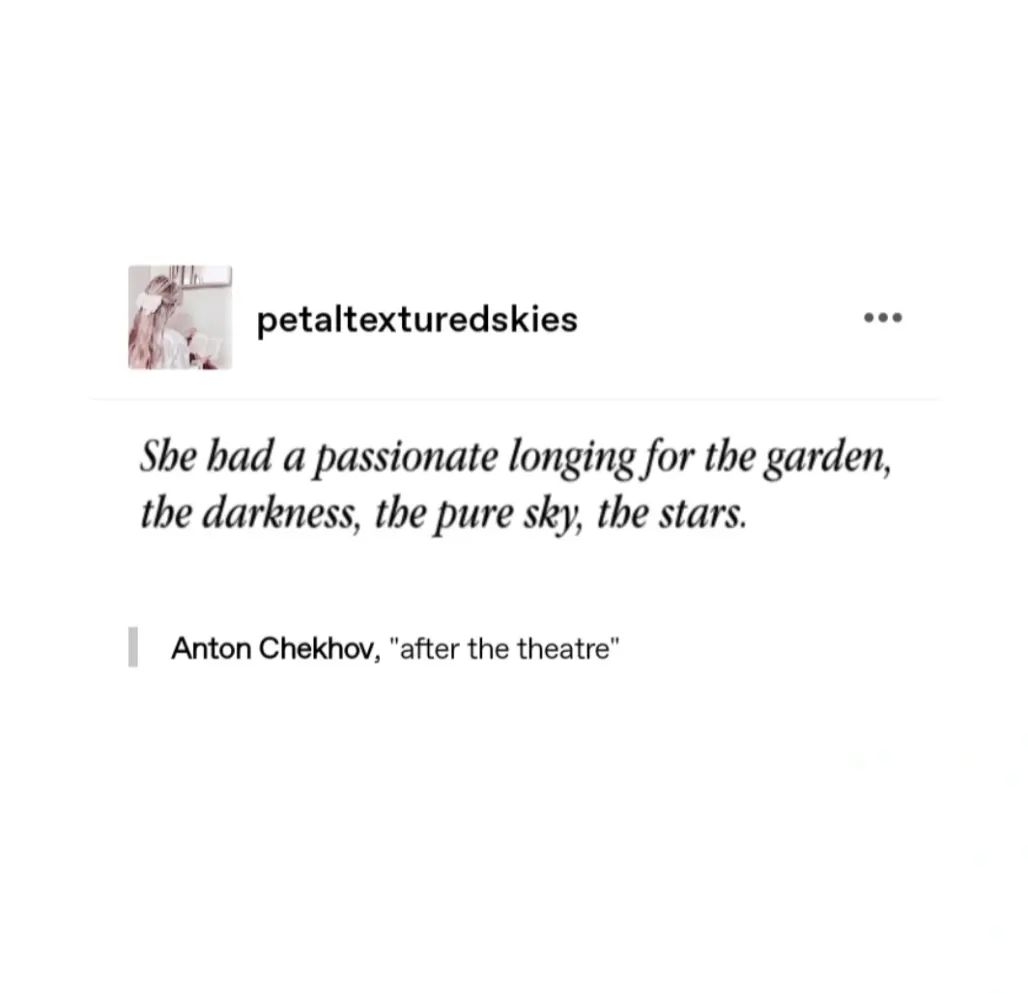 petaltexturedskies
She had a passionate longing for the garden,
the darkness, the pure sky, the stars.
Anton Chekhov, "after the theatre"